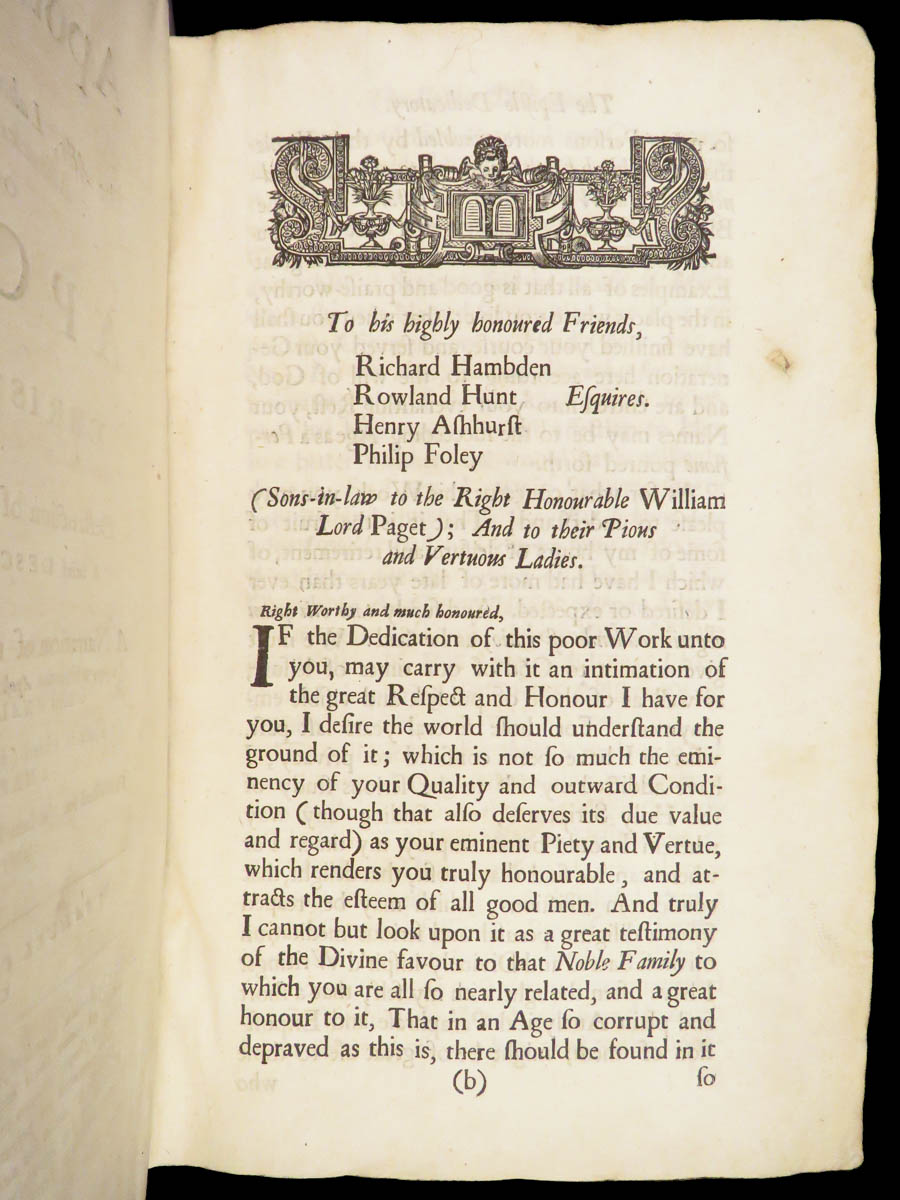 To his highly honoured Friends,
Richard Hambden
Rowland Hunt Eſquires.
Henry Aſhhurſt
Philip Foley
(Sons-in-law to the Right Honourable William
Lord Paget); And to their Pious
and Vertuous Ladies.
Right Worthy and much honoured,
IF the Dedication of this poor Work unto
you, may carry with it an intimation of
the great Reſpect and Honour I have for
you, I deſire the world ſhould underſtand the
ground of it; which is not ſo much the emi-
nency of your Quality and outward Condi-
tion (though that alſo deſerves its due value
and regard) as your eminent Piety and Vertue,
which renders you truly honourable, and at-
tracts the eſteem of all good men. And truly
I cannot but look upon it as a great teſtimony
of the Divine favour to that Noble Family to
which you are all ſo nearly related, and a great
honour to it, That in an Age ſo corrupt and
depraved as this is, there ſhould be found in it
(b) ſo